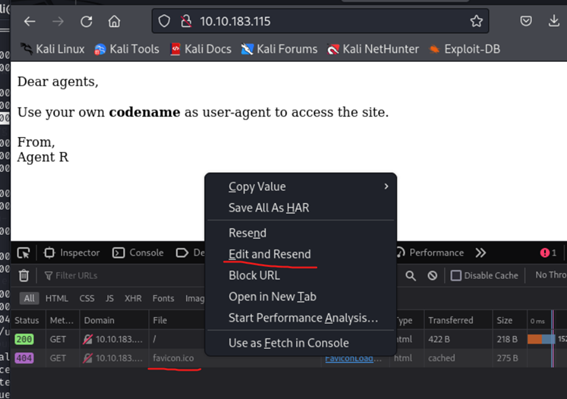 10.10.183.115
Kali Linux Kali Tools Kali Docs Kali Forums Kali NetHunter Exploit-DB
Dear agents,
Use your own codename as user-agent to access the site.
From,
Agent R
Copy Value
Save All As HAR
Resend
Edit and Resend
Block URL
Open in New Tab
Start Performance Analysis...
Use as Fetch in Console
Inspector Console De Performance 1
Filter URLs Disable Cache No Thro
All HTML CSS JS XHR Fonts Imag
Status Met... Domain File Type Transferred Size 0 ms
200 GET 10.10.183.... / html 422 B 218 B 152
404 GET 10.10.183.... favicon.ico FaviconLoad... html cached 275 B